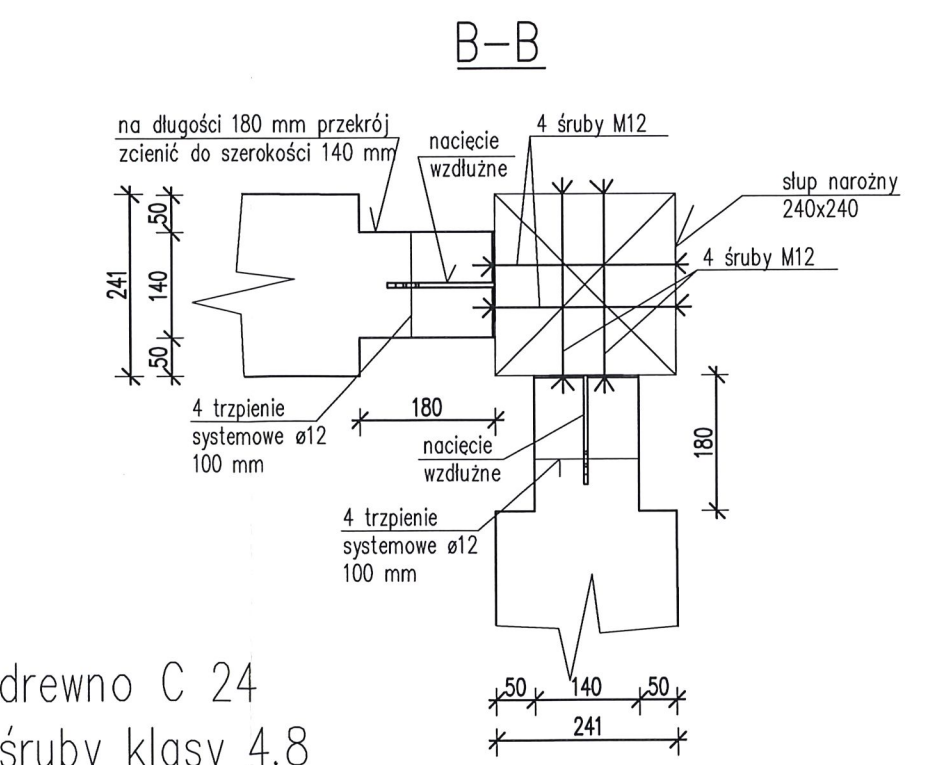 B-B
na długości 180 mm przekrój
zcienić do szerokości 140 mm
nacięcie
wzdłużne
4 śruby M12
słup narożny
240x240
4 śruby M12
241
50
140
50
4 trzpienie
systemowe ø12
100 mm
180
nacięcie
wzdłużne
180
4 trzpienie
systemowe ø12
100 mm
50
140
50
241
drewno C 24
śruby klasy 4.8